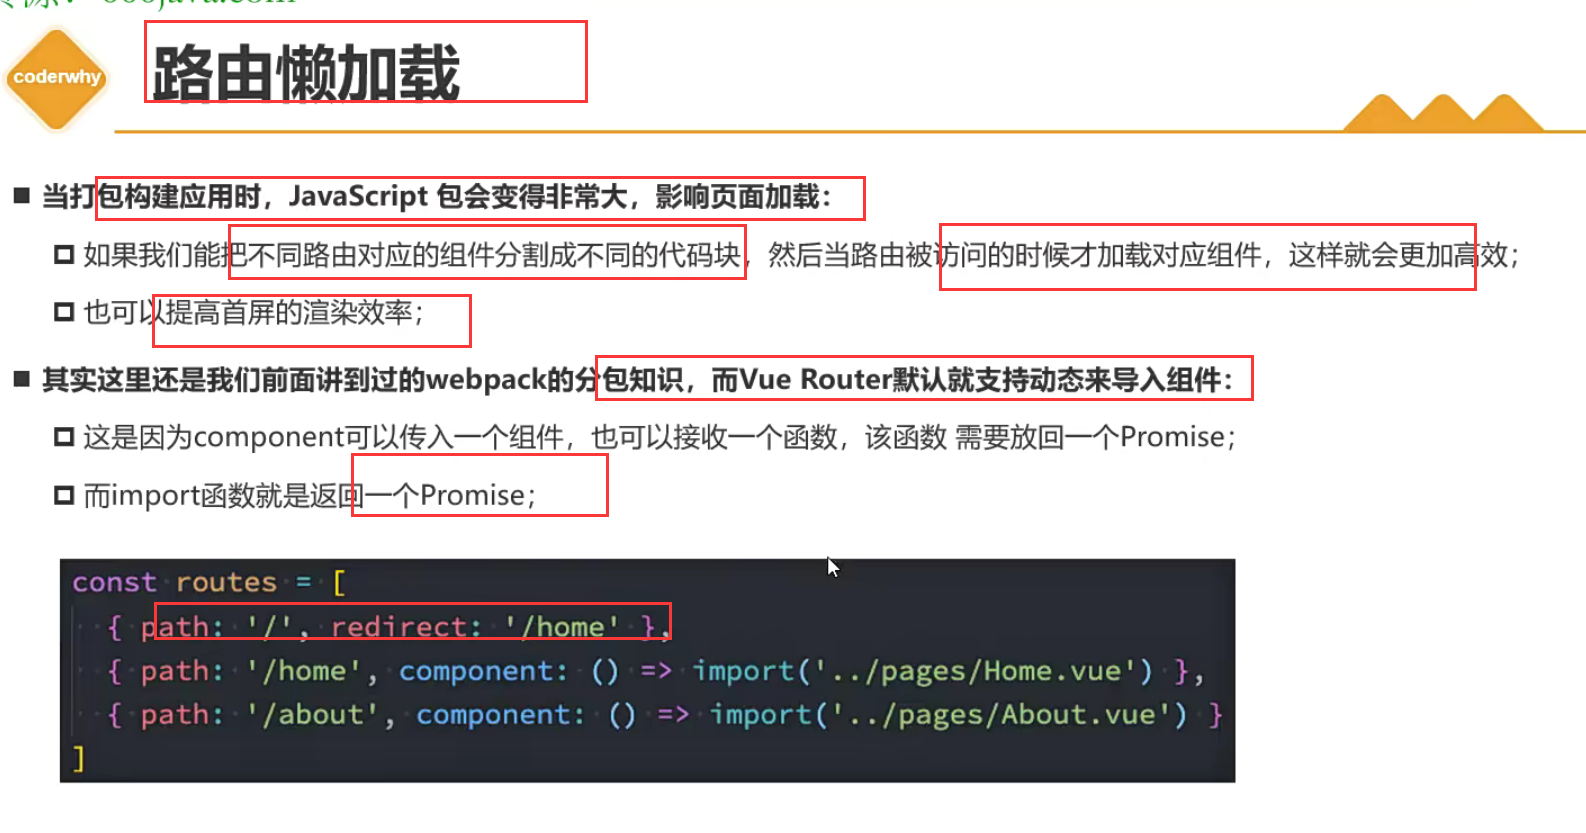 coderwhy
路由懒加载
当打包构建应用时，JavaScript 包会变得非常大，影响页面加载：
如果我们能把不同路由对应的组件分割成不同的代码块，然后当路由被访问的时候才加载对应组件，这样就会更加高效；
也可以提高首屏的渲染效率；
其实这里还是我们前面讲到过的webpack的分包知识，而Vue Router默认就支持动态来导入组件：
这是因为component可以传入一个组件，也可以接收一个函数，该函数 需要放回一个Promise；
而import函数就是返回一个Promise；
const routes = [
{ path: '/', redirect: '/home' },
{ path: '/home', component: () => import('../pages/Home.vue') },
{ path: '/about', component: () => import('../pages/About.vue') }
]